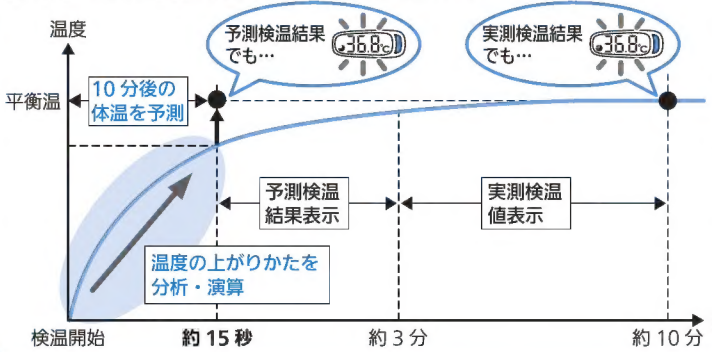 温度
予測検温結果
でも…
36.8℃
実測検温結果
でも…
36.8℃
平衡温
10分後の
体温を予測
予測検温
結果表示
実測検温
値表示
温度の上がりかたを
分析・演算
検温開始
約15秒
約3分
約10分